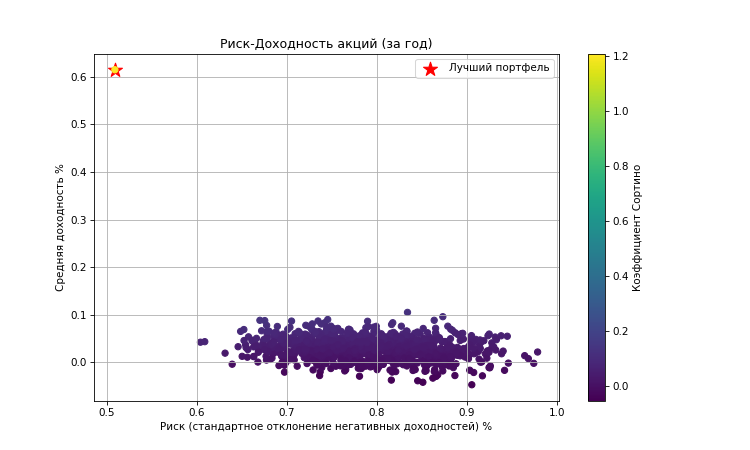 Риск-Доходность акций (за год)
Лучший портфель
Средняя доходность %
0.6
0.5
0.4
0.3
0.2
0.1
0.0
0.5 0.6 0.7 0.8 0.9 1.0
Риск (стандартное отклонение негативных доходностей) %
1.2
1.0
0.8
0.6
0.4
0.2
0.0
Коэффициент Сортино